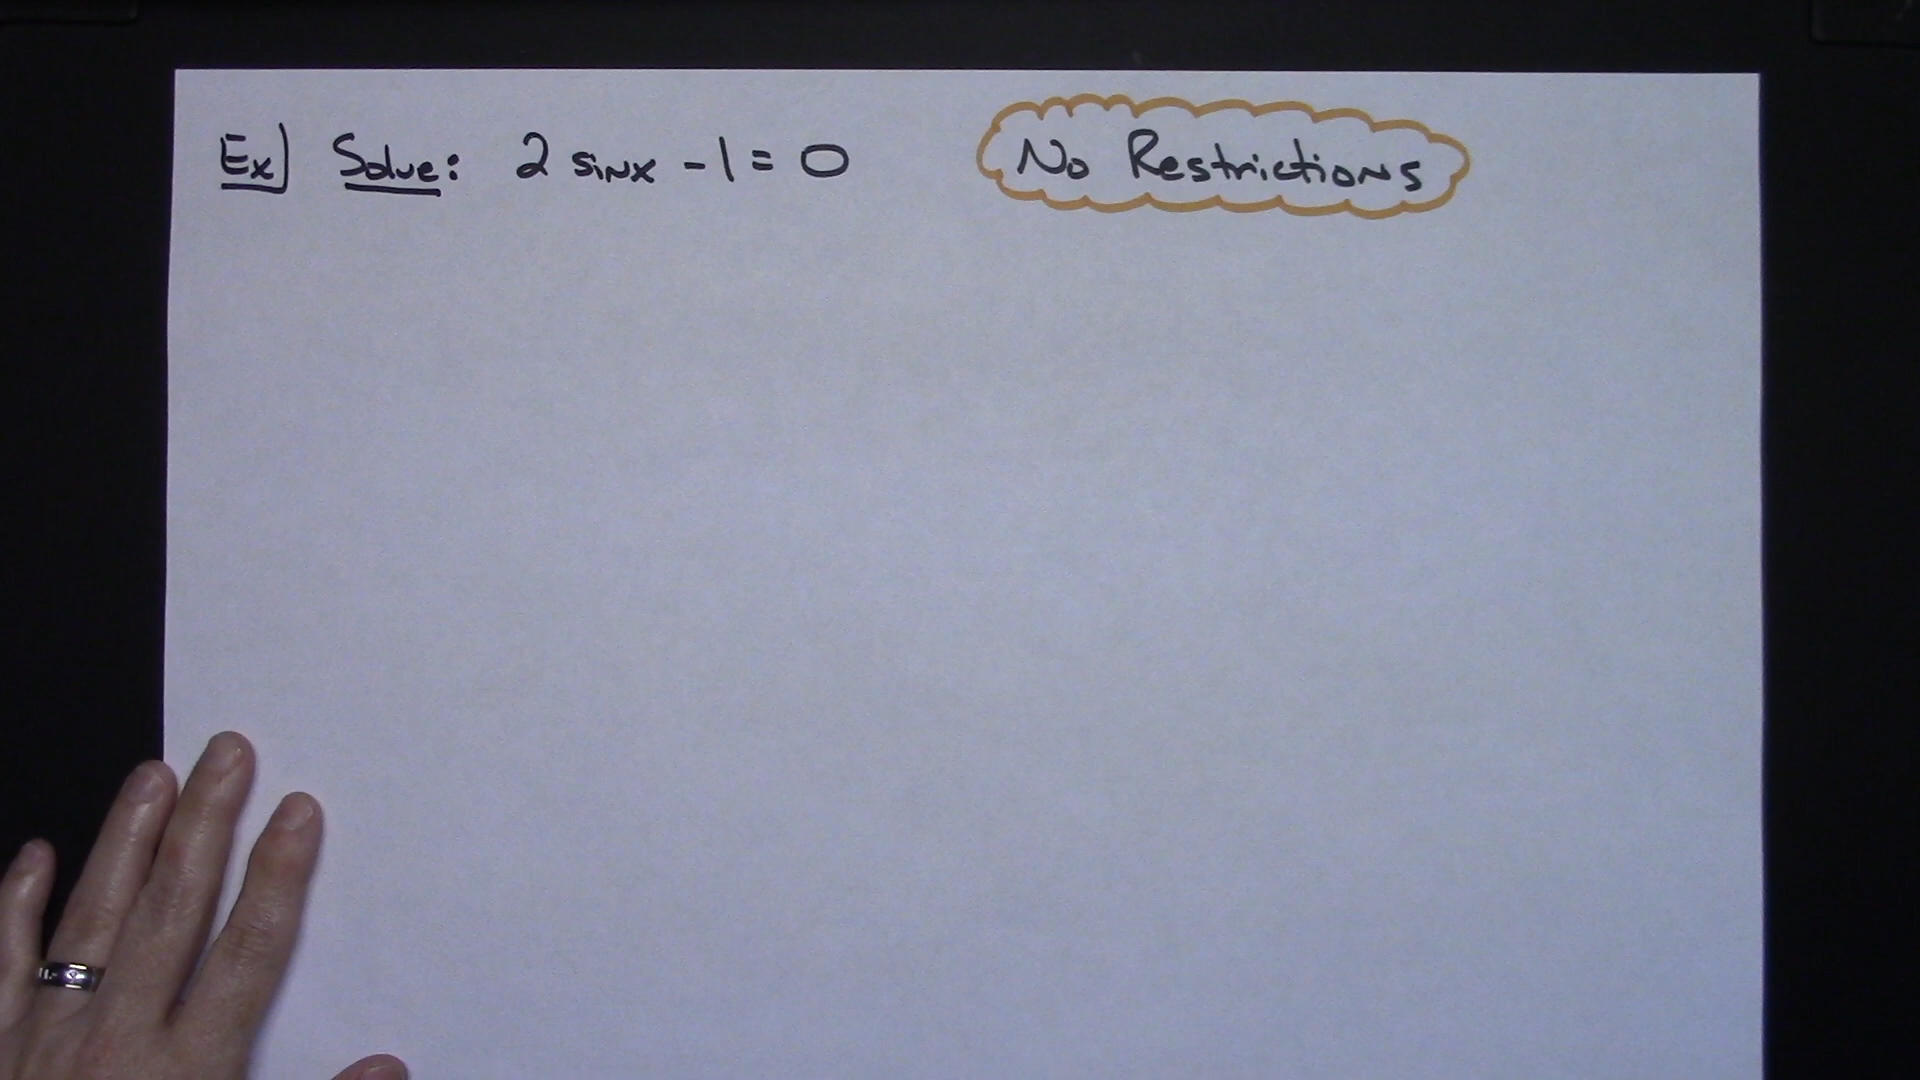 Ex) Solve: 2 sinx - 1 = 0 No Restrictions